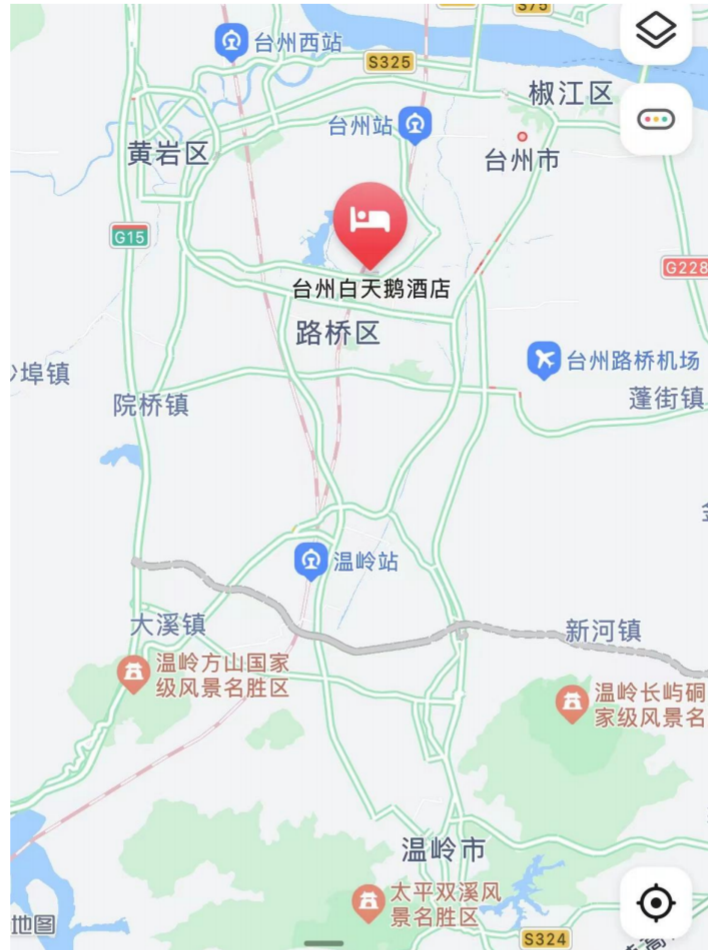 S75
台州西站
S325
椒江区
台州站
台州市
黄岩区
G15
G228
台州白天鹅酒店
路桥区
台州路桥机场
埠镇
蓬街镇
院桥镇
温岭站
大溪镇
新河镇
温岭方山国家
级风景名胜区
温岭长屿硐
家级风景名
温岭市
太平双溪风
景名胜区
地图
S324